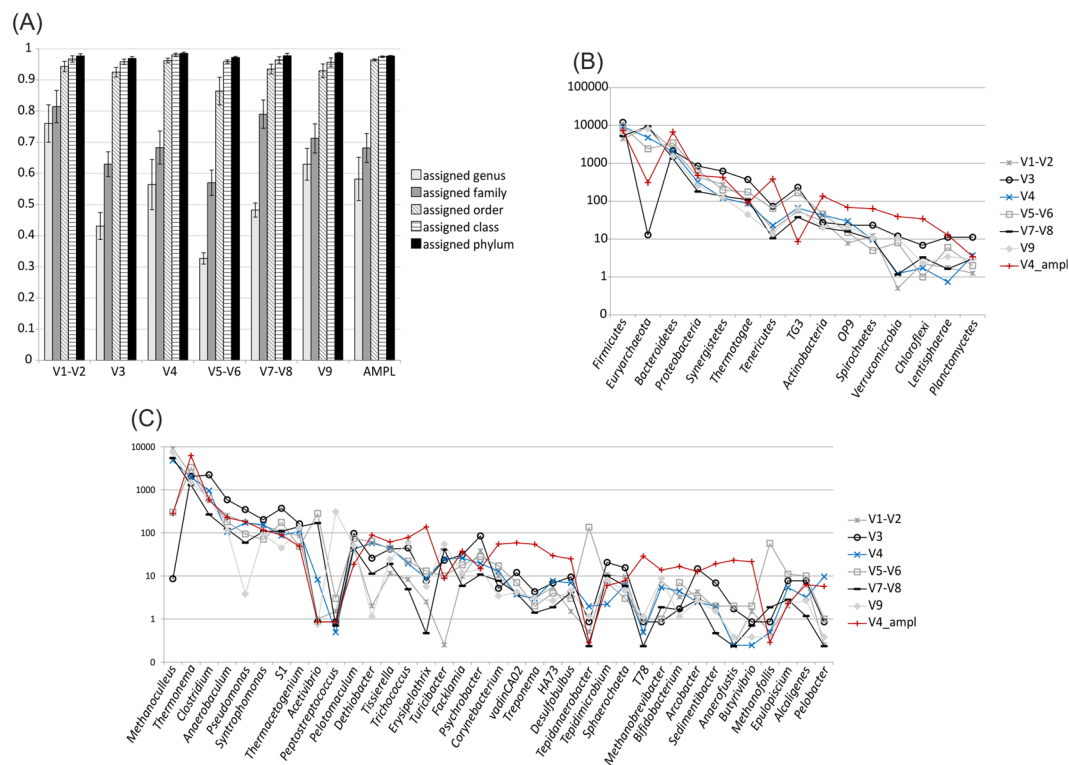 (A)
1
0.9
0.8
0.7
0.6
0.5
0.4
0.3
0.2
0.1
0
V1-V2 V3 V4 V5-V6 V7-V8 V9 AMPL
assigned genus
assigned family
assigned order
assigned class
assigned phylum
(B)
100000
10000
1000
100
10
1
0
Firmicutes
Euryarchaeota
Bacteroidetes
Proteobacteria
Synergistes
Thermotogae
Tenericutes
TG3
Actinobacteria
OP9
Spirochaetes
Verrucomicrobia
Chloroflexi
Lentisphaerae
Planctomycetes
V1-V2
V3
V4
V5-V6
V7-V8
V9
V4_ampl
(C)
10000
1000
100
10
1
0
Methanoculleus
Thermonema
Clostridium
Anaerobaculum
Pseudomonas
Syntrophomonas
S1
Thermacetogenium
Acetivibrio
Peptostreptococcus
Pelotomaculum
Dethiobacter
Tissierella
Trichococcus
Erysipelothrix
Turicibacter
Facklamia
Psychrobacter
Corynebacterium
vadinCA02
Treponema
HA73
Desulfobulbus
Tepidanaerobacter
Tepidimicrobium
Sphaerochaeta
T78
Methanobrevibacter
Bifidobacterium
Arcobacter
Sedimentibacter
Anaerofustis
Butyrivibrio
Methanofollis
Epulopiscium
Alcaligenes
Pelobacter
V1-V2
V3
V4
V5-V6
V7-V8
V9
V4_ampl